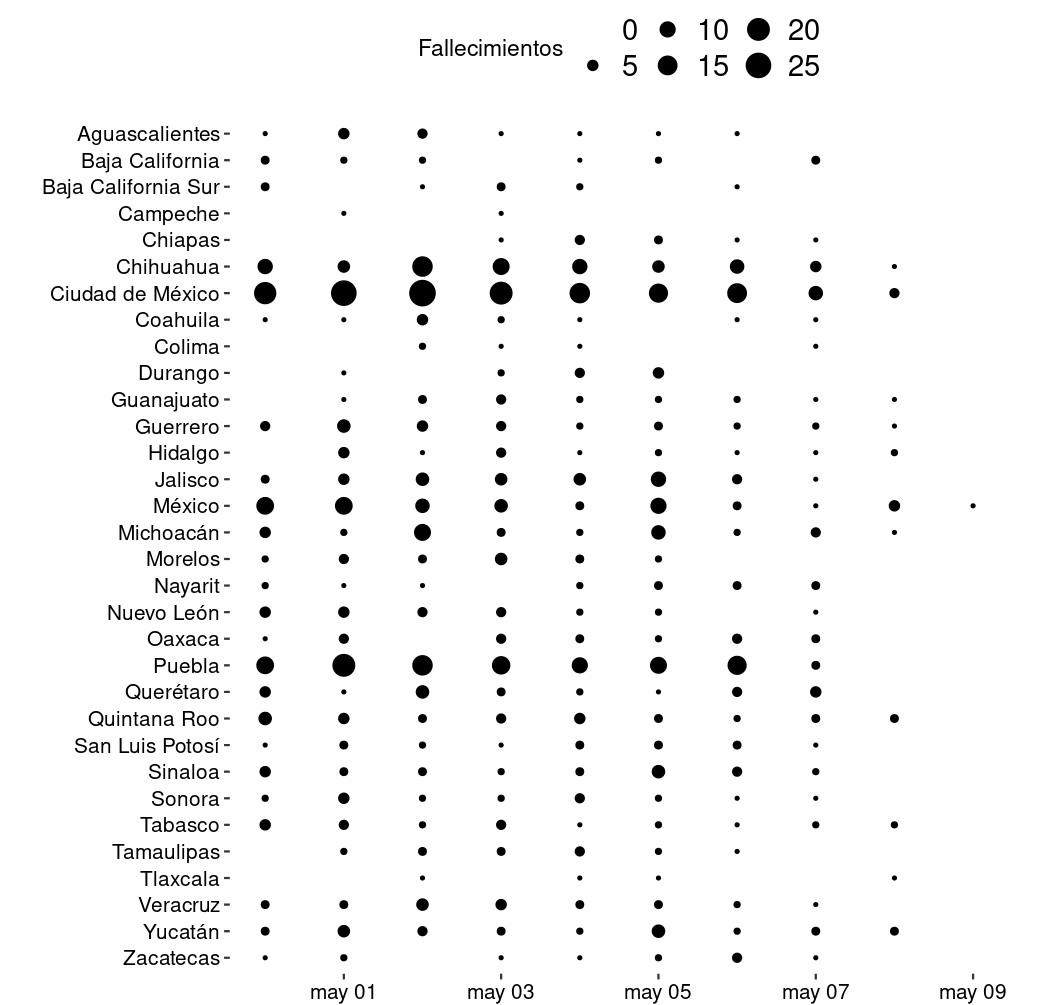 Fallecimientos
0 10 20
5 15 25
Aguascalientes
Baja California
Baja California Sur
Campeche
Chiapas
Chihuahua
Ciudad de México
Coahuila
Colima
Durango
Guanajuato
Guerrero
Hidalgo
Jalisco
México
Michoacán
Morelos
Nayarit
Nuevo León
Oaxaca
Puebla
Querétaro
Quintana Roo
San Luis Potosí
Sinaloa
Sonora
Tabasco
Tamaulipas
Tlaxcala
Veracruz
Yucatán
Zacatecas
may 01 may 03 may 05 may 07 may 09